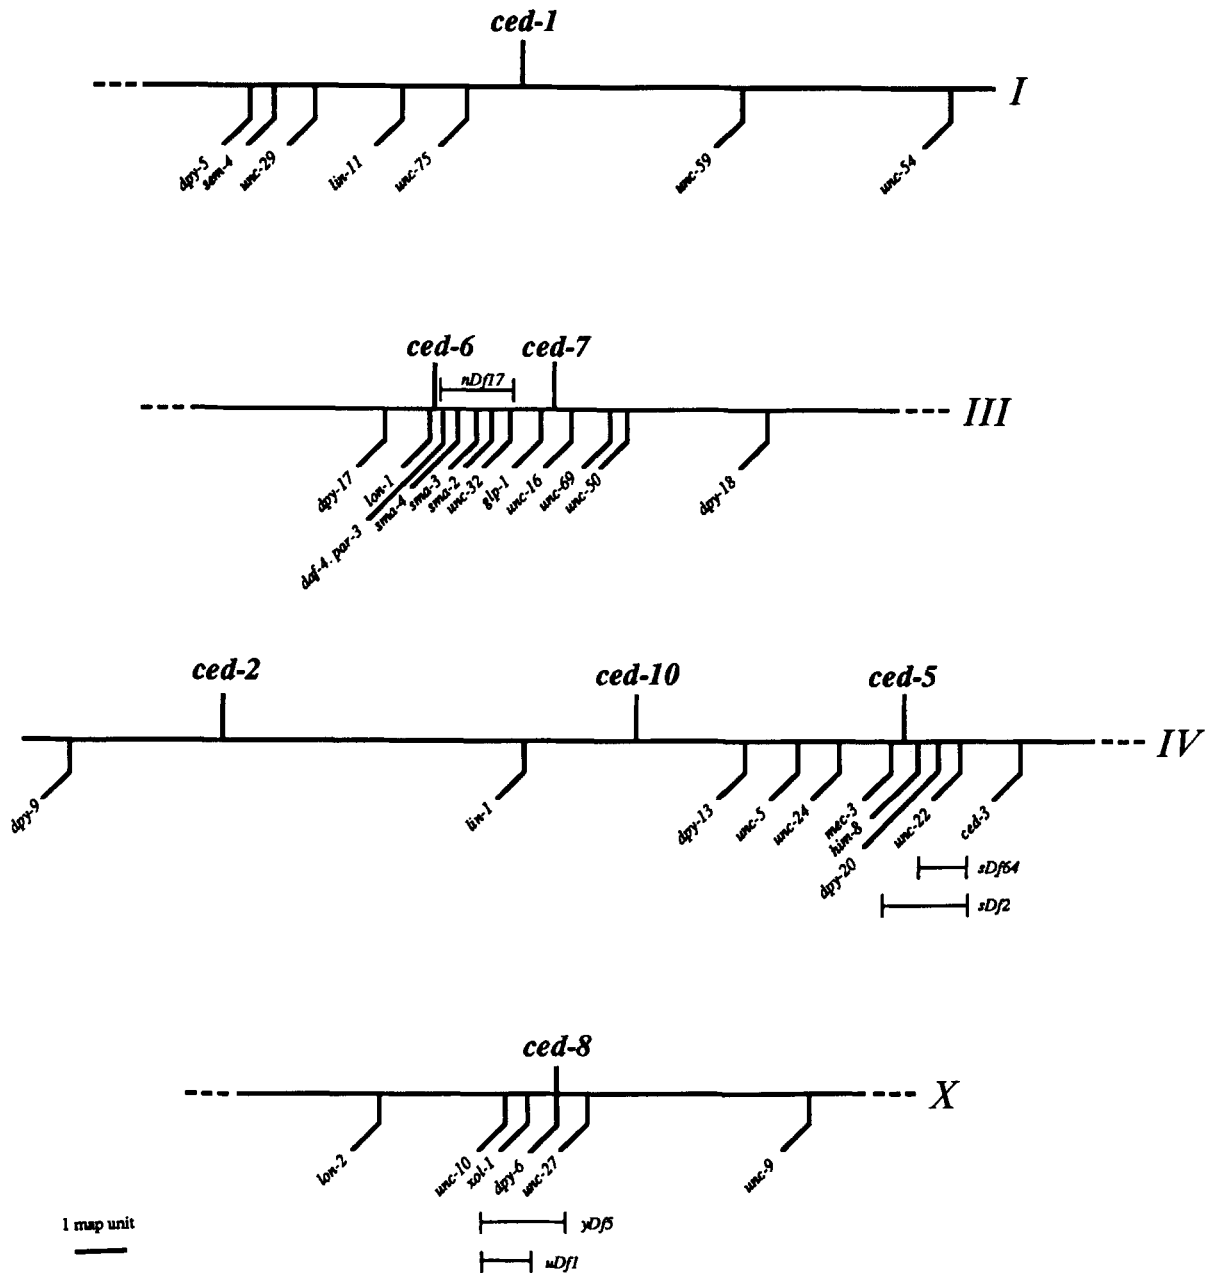 ced-1
I
dpy-5
sem-4
unc-29
lin-11
unc-75
unc-59
unc-54
ced-6
ced-7
nDf17
III
dpy-17
lon-1
daf-4, par-3
sma-4
sma-3
sma-2
unc-32
glp-1
unc-16
unc-69
unc-50
dpy-18
ced-2
ced-10
ced-5
IV
dpy-9
lin-1
dpy-13
unc-5
unc-24
mec-3
him-8
dpy-20
unc-22
ced-3
sDf64
sDf2
ced-8
X
lon-2
unc-10
xol-1
dpy-6
unc-27
unc-9
yDf5
uDf1
1 map unit